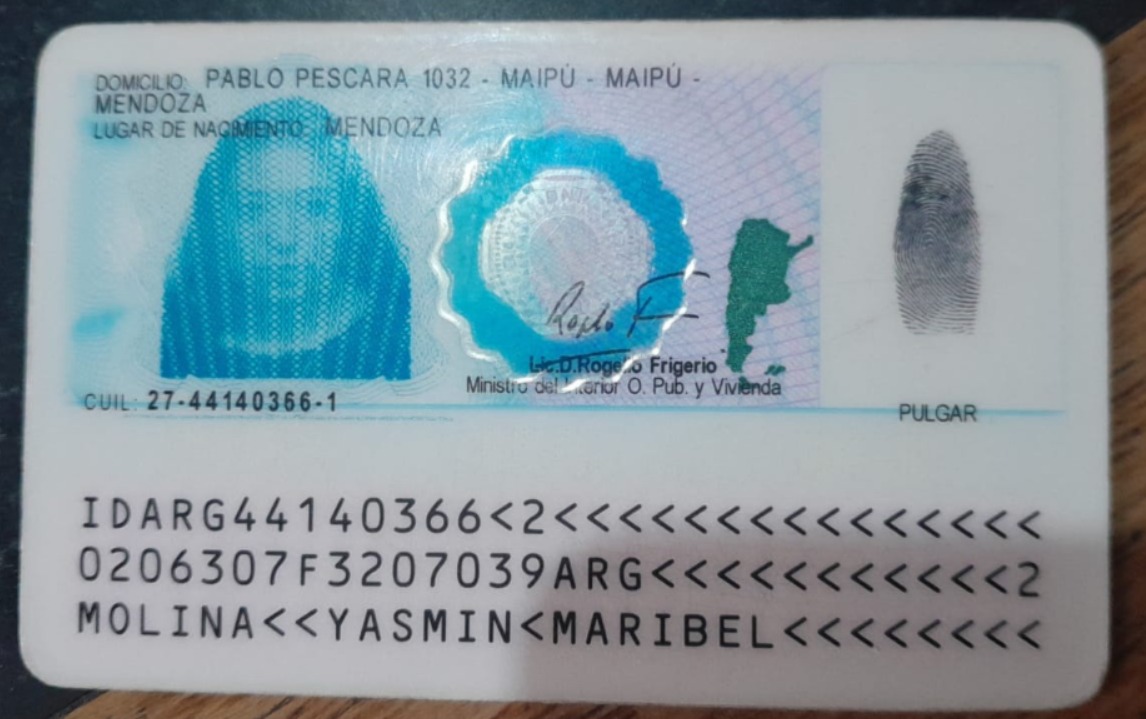 DOMICILIO: PABLO PESCARA 1032 - MAIPÚ - MAIPÚ -
MENDOZA
LUGAR DE NACIMIENTO: MENDOZA
Lic.D.Rogelio Frigerio
Ministro del Interior O. Pub. y Vivienda
CUIL: 27-44140366-1
PULGAR
IDARG44140366<2<<<<<<<<<<<<<<<
0206307F3207039ARG<<<<<<<<<<<2
MOLINA<<YASMIN<MARIBEL<<<<<<<<